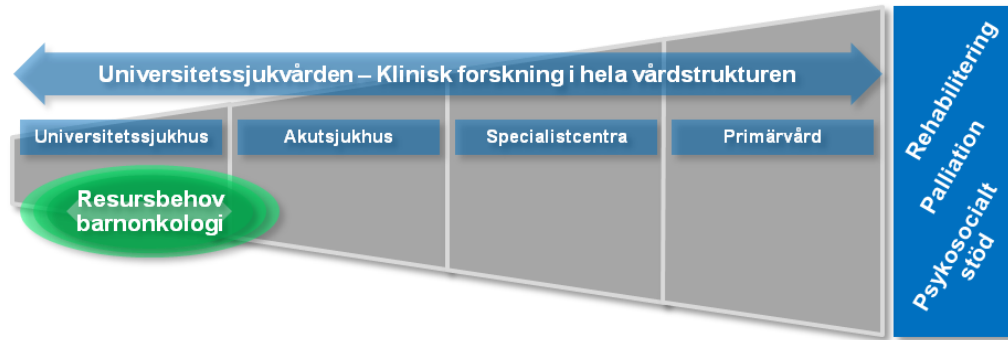 Universitetssjukvården – Klinisk forskning i hela vårdstrukturen
Universitetssjukhus
Akutsjukhus
Specialistcentra
Primärvård
Resursbehov
barnonkologi
Rehabilitering
Palliation
Psykosocialt
stöd